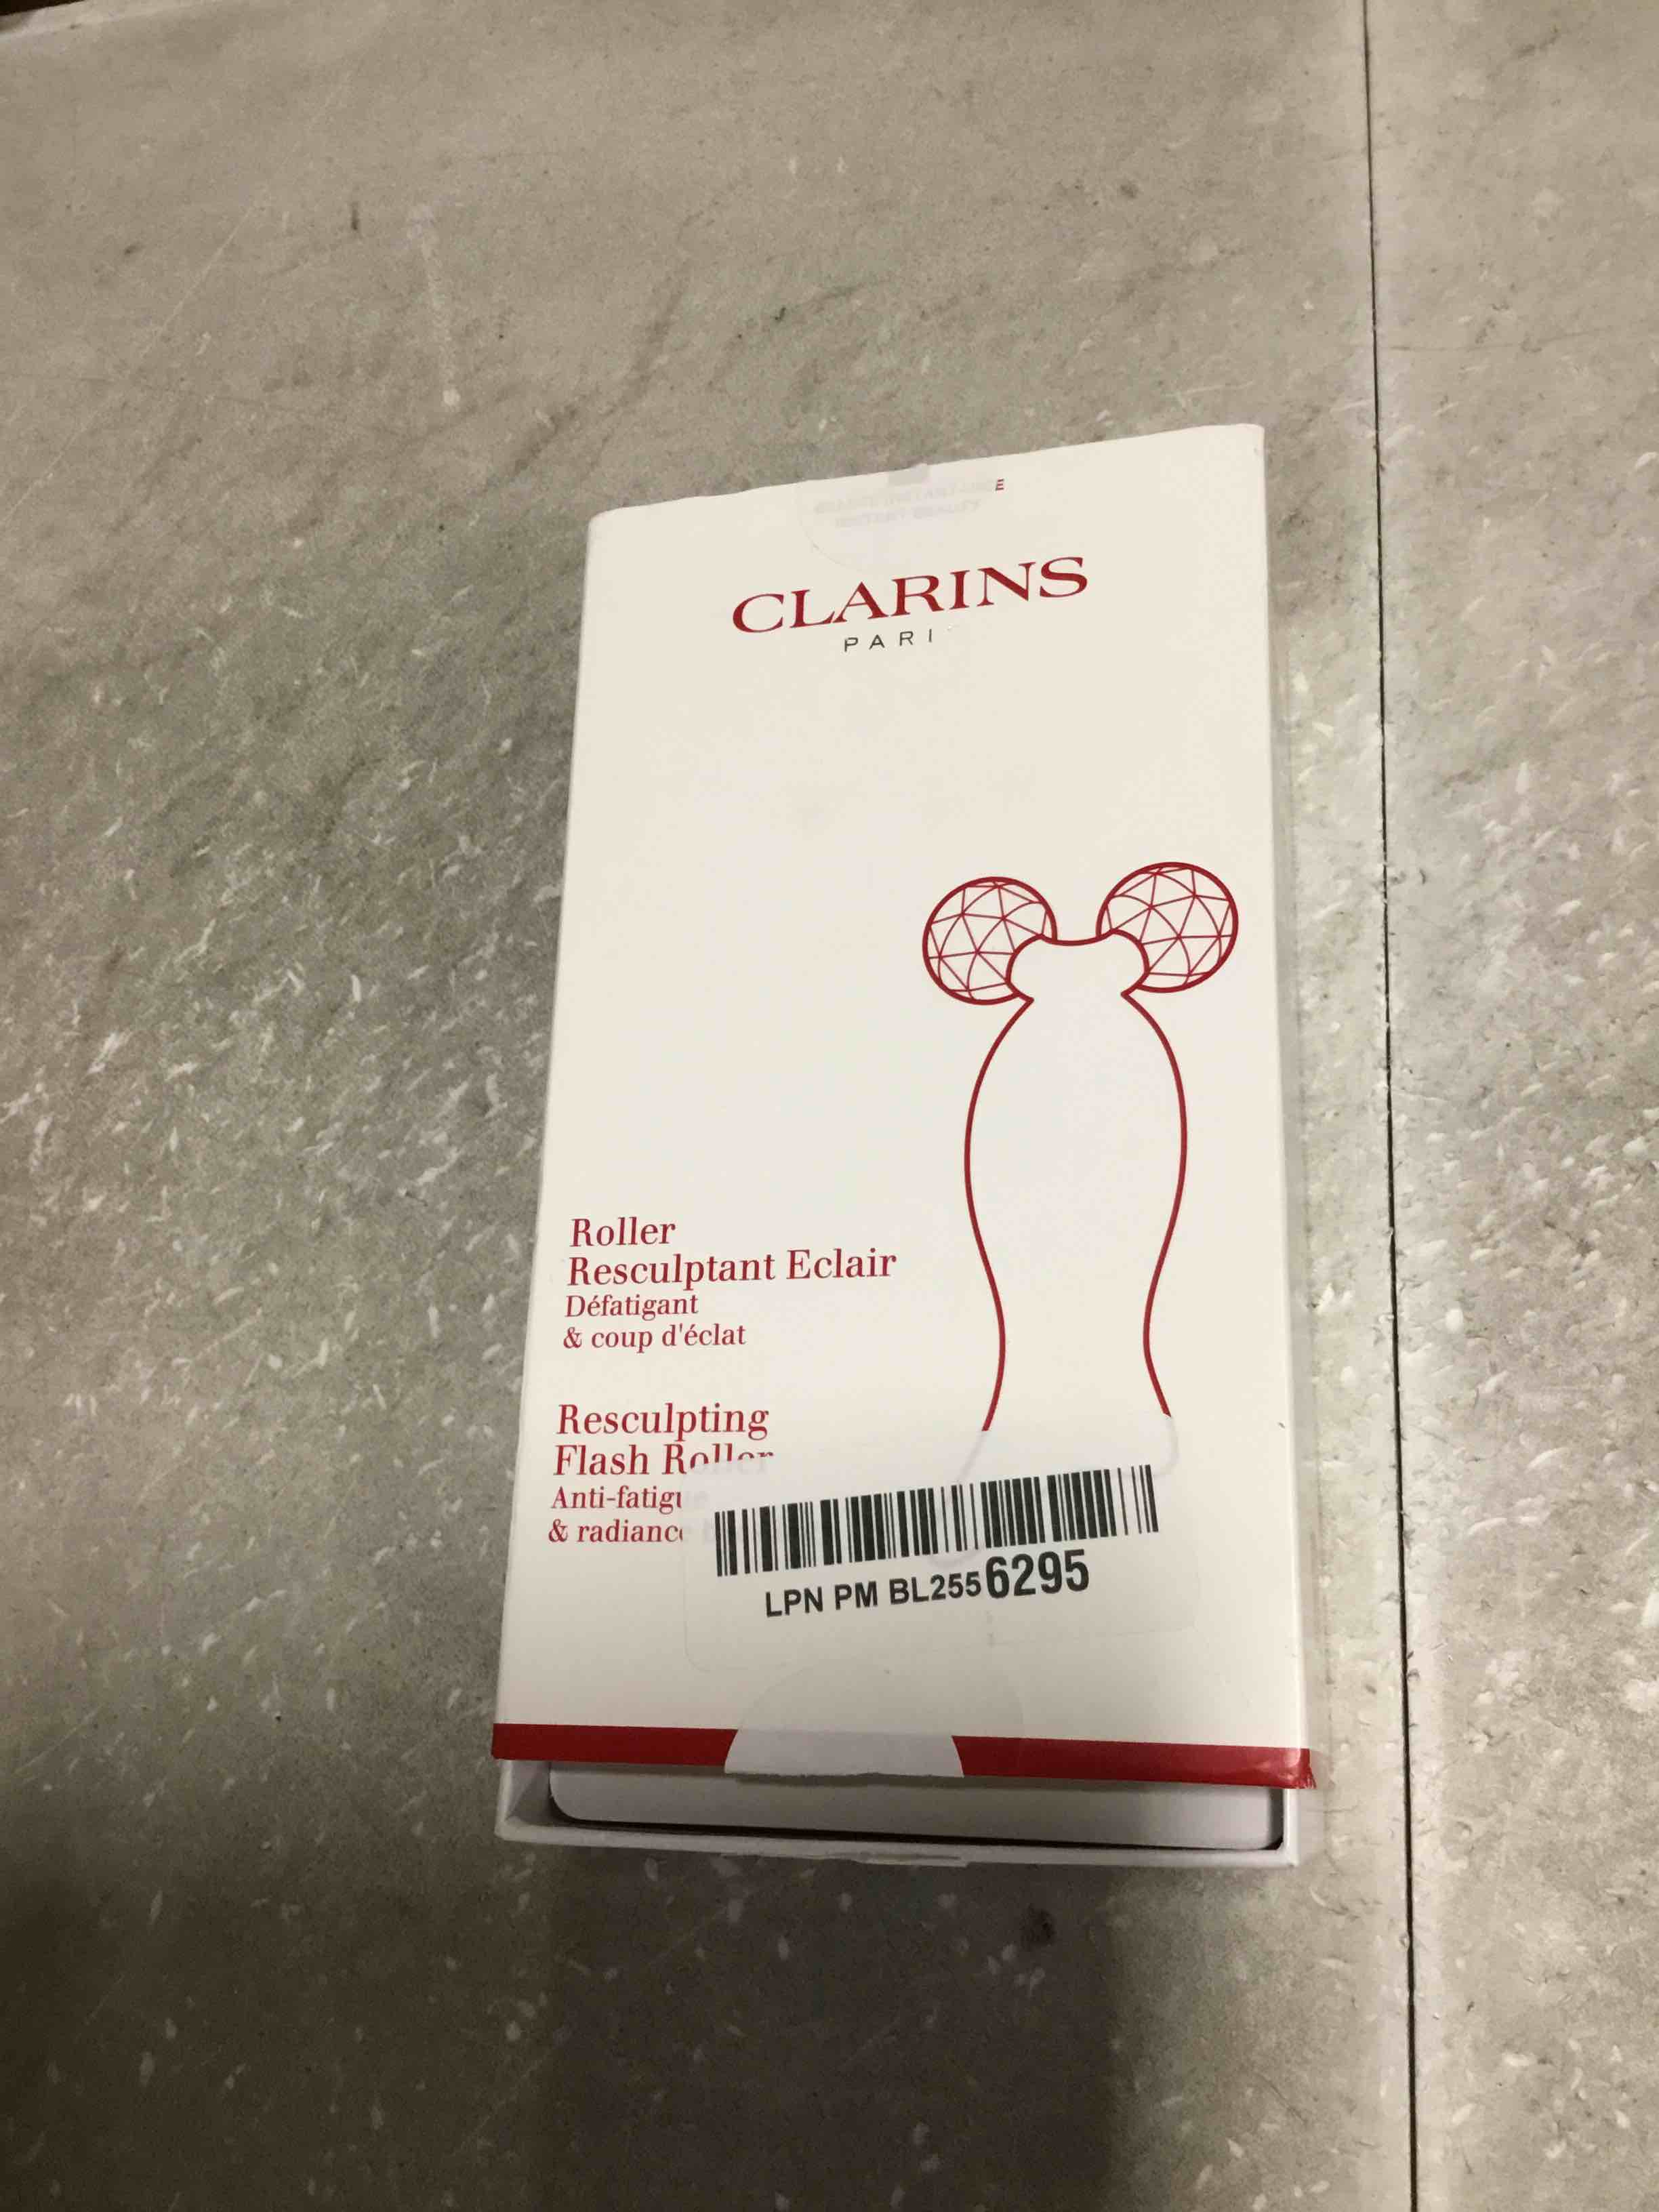 E
CLARINS
PARI
Roller
Resculptant Eclair
Défatigant
& coup d'éclat
Resculpting
Flash Roller
Anti-fatigu
& radianc
LPN PM BL2556295